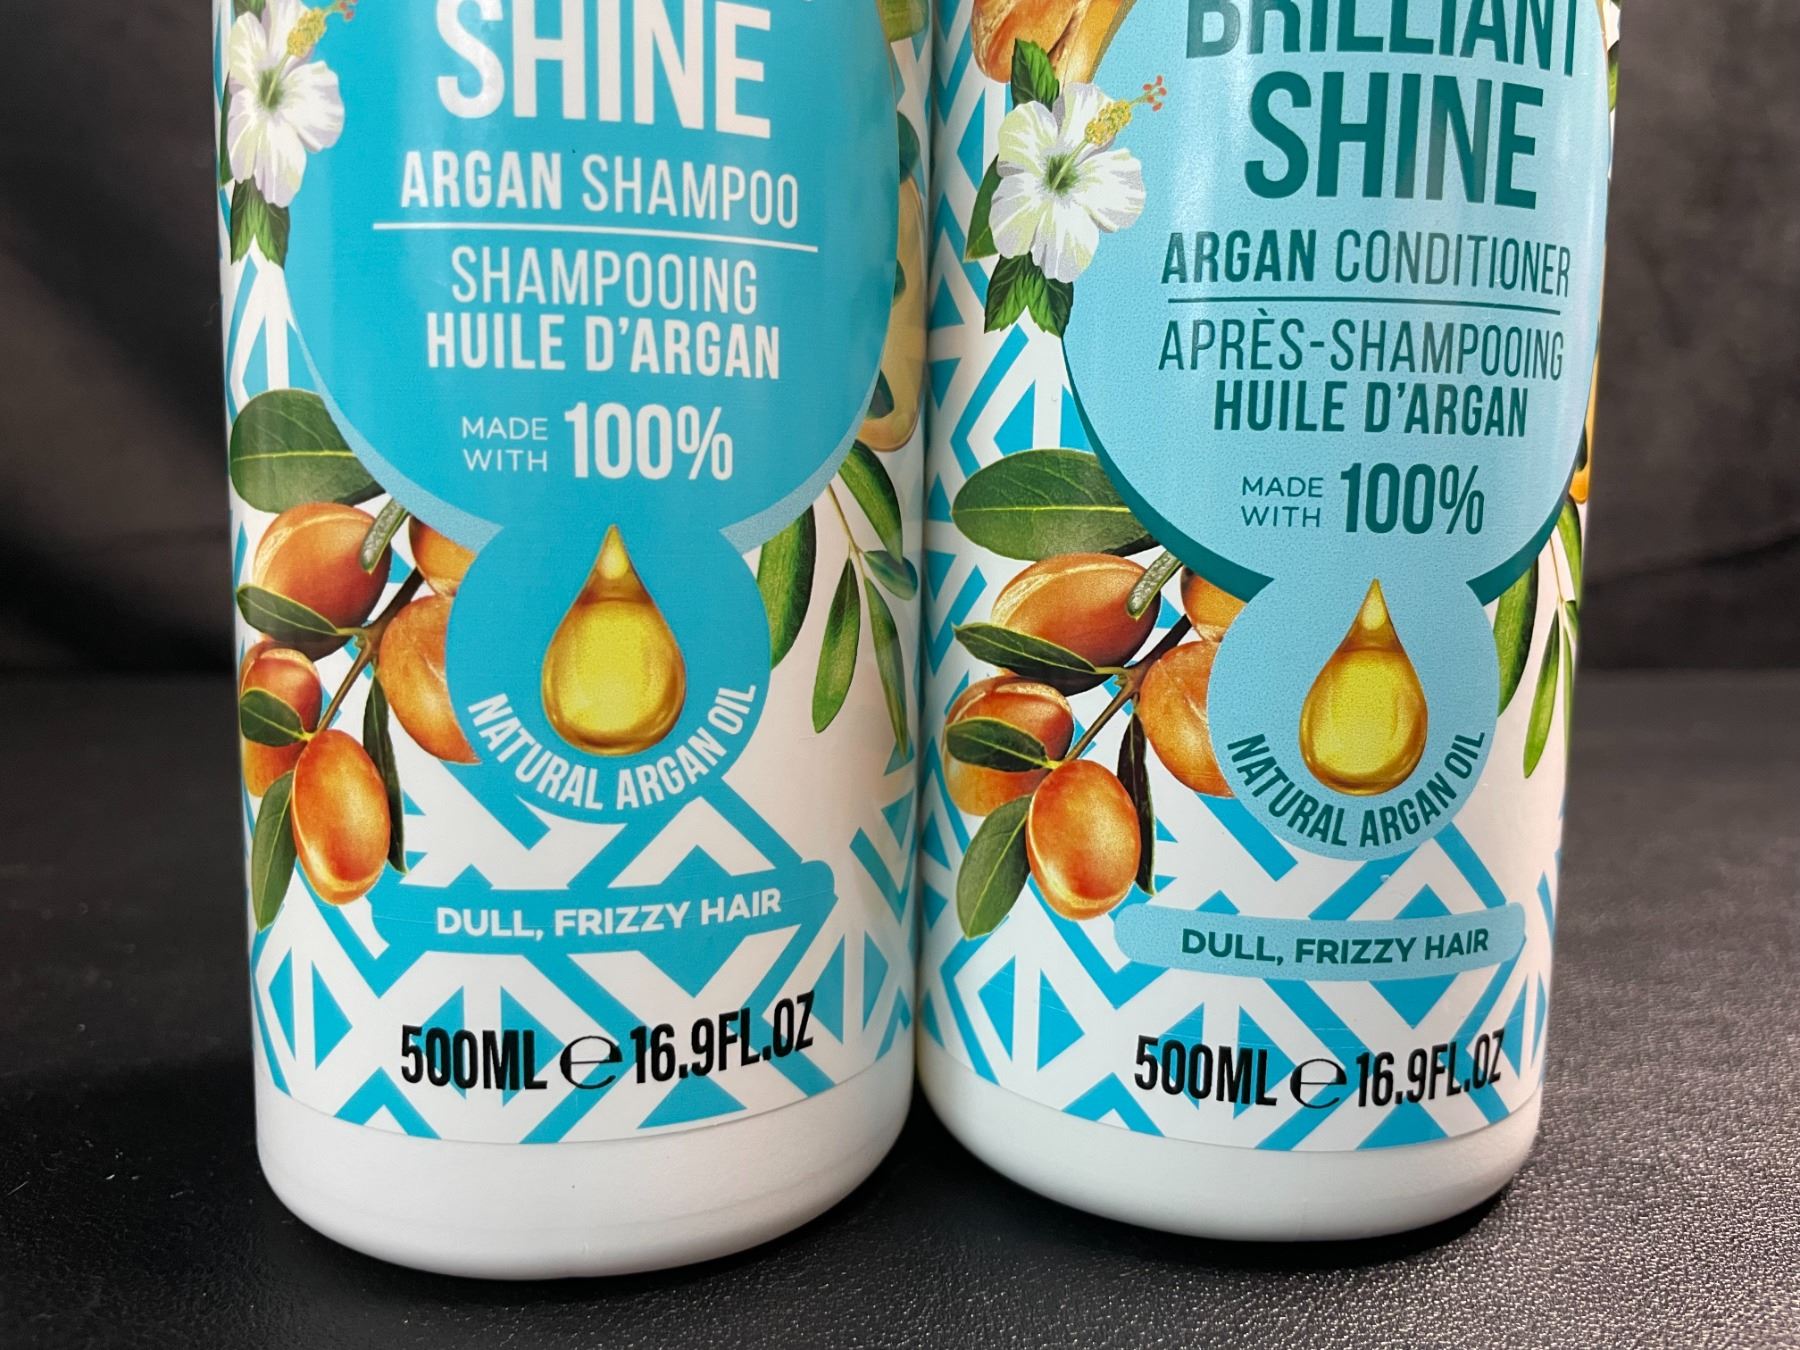 SHINE
ARGAN SHAMPOO
SHAMPOOING
HUILE D'ARGAN
MADE
WITH 100%
NATURAL ARGAN OIL
DULL, FRIZZY HAIR
500ML ℮ 16.9FL.OZ
BRILLIANT
SHINE
ARGAN CONDITIONER
APRÈS-SHAMPOOING
HUILE D'ARGAN
MADE
WITH 100%
NATURAL ARGAN OIL
DULL, FRIZZY HAIR
500ML ℮ 16.9FL.OZ